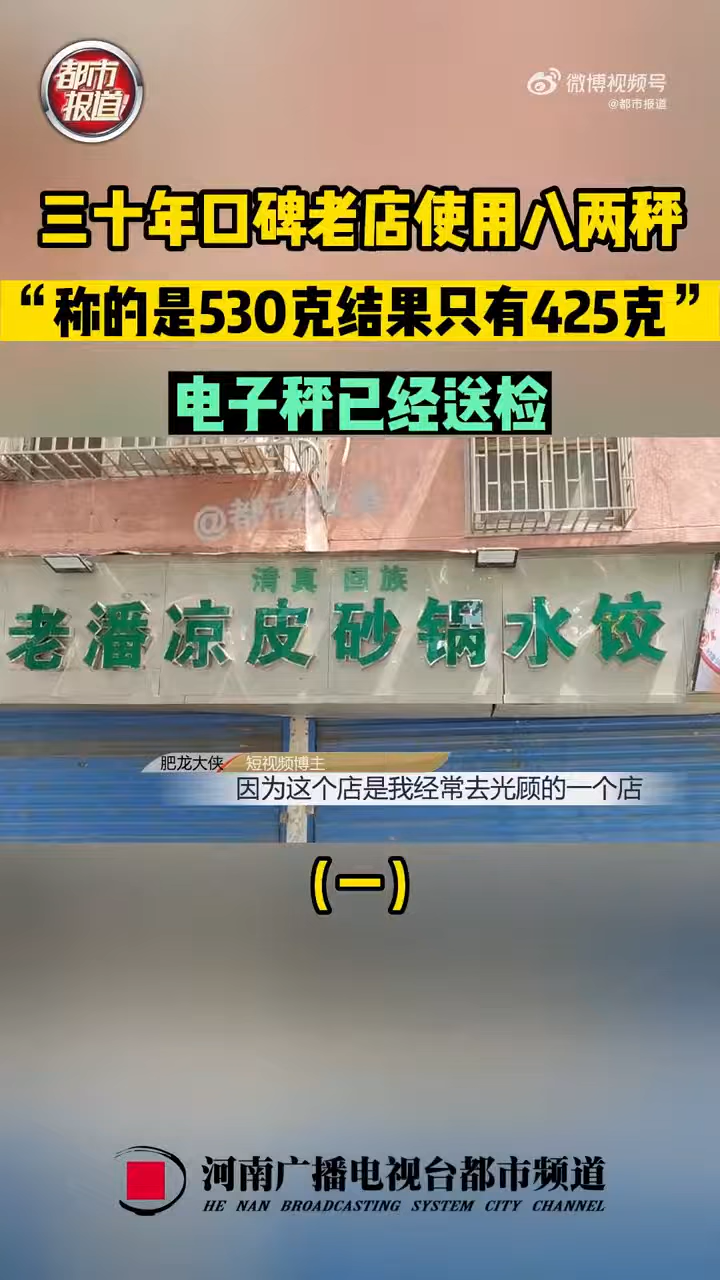 都市
报道
微博视频号
@都市报道
三十年口碑老店使用八两秤
“称的是530克结果只有425克”
电子秤已经送检
清真 回族
老潘凉皮砂锅水饺
肥龙大侠 短视频博主
因为这个店是我经常去光顾的一个店
(一)
河南广播电视台都市频道
HE NAN BROADCASTING SYSTEM CITY CHANNEL